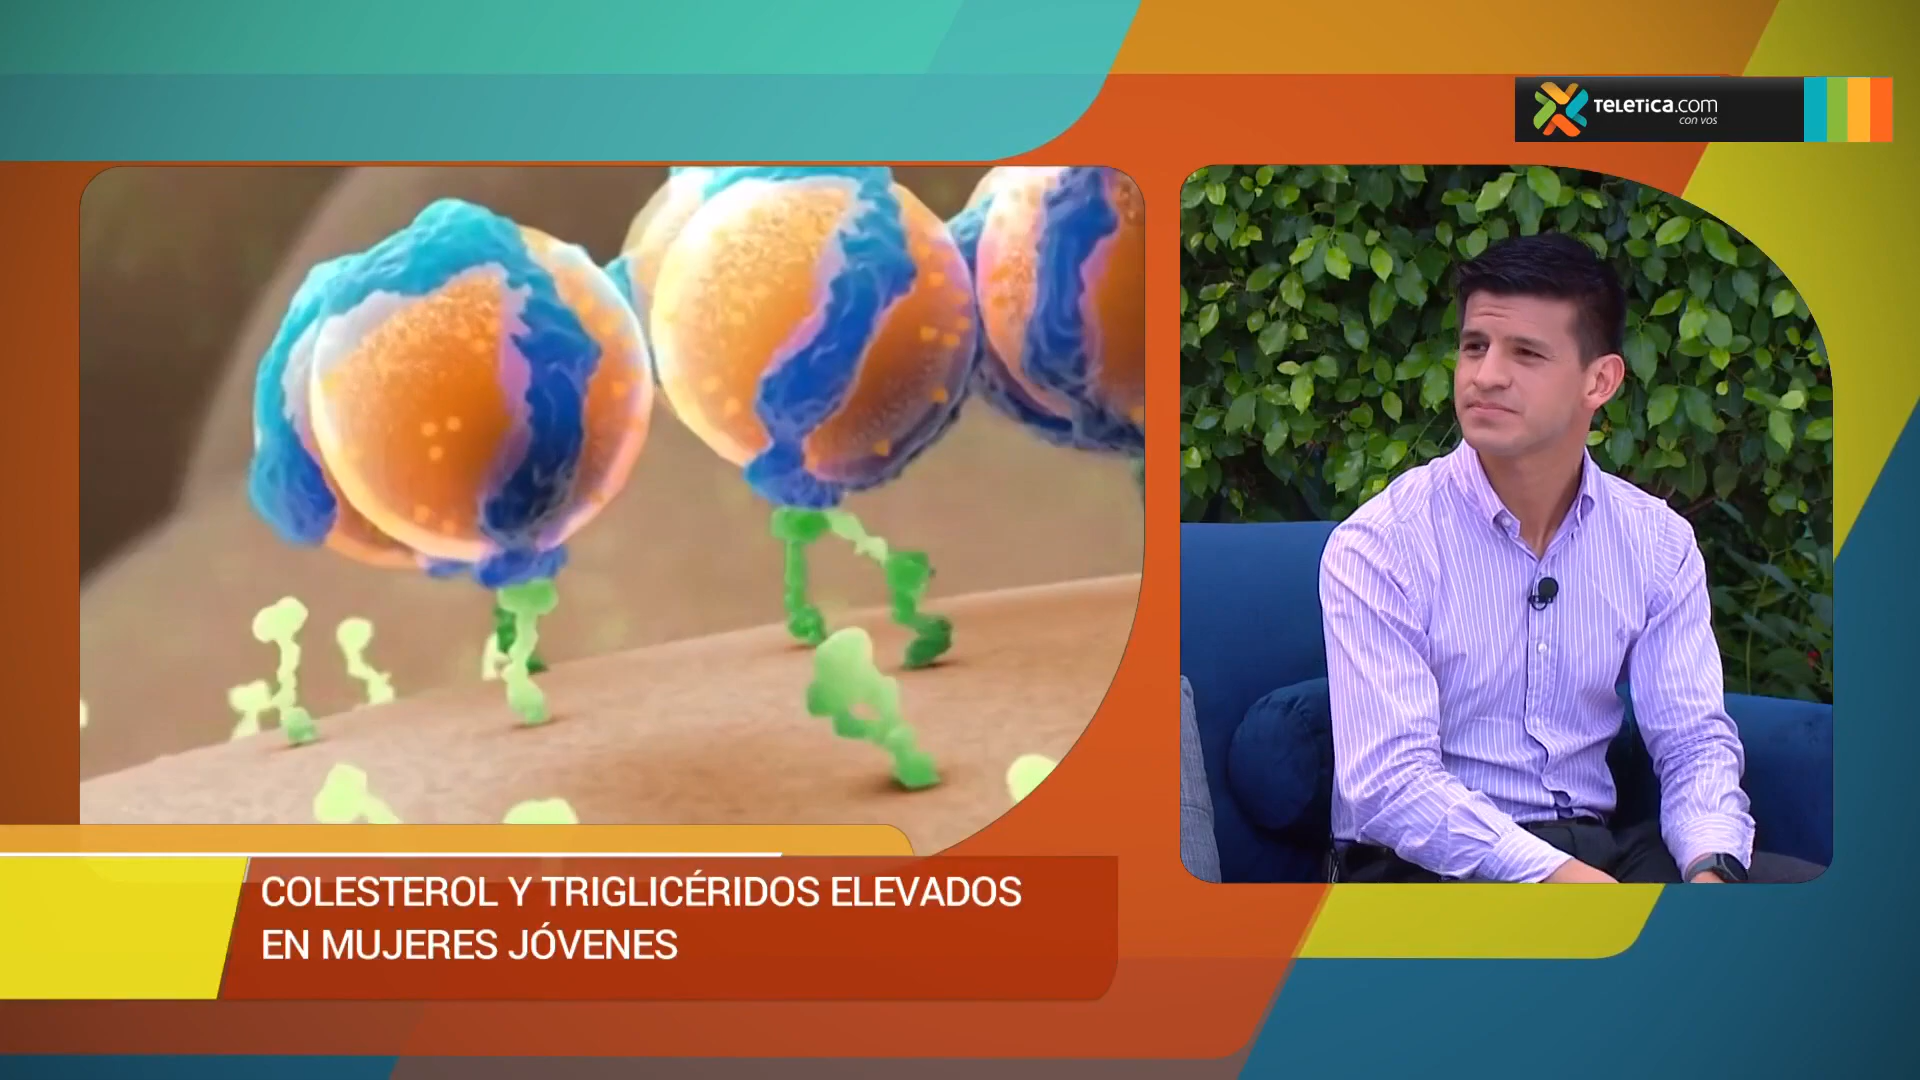 TELETICA.com
con vos
COLESTEROL Y TRIGLICÉRIDOS ELEVADOS
EN MUJERES JÓVENES